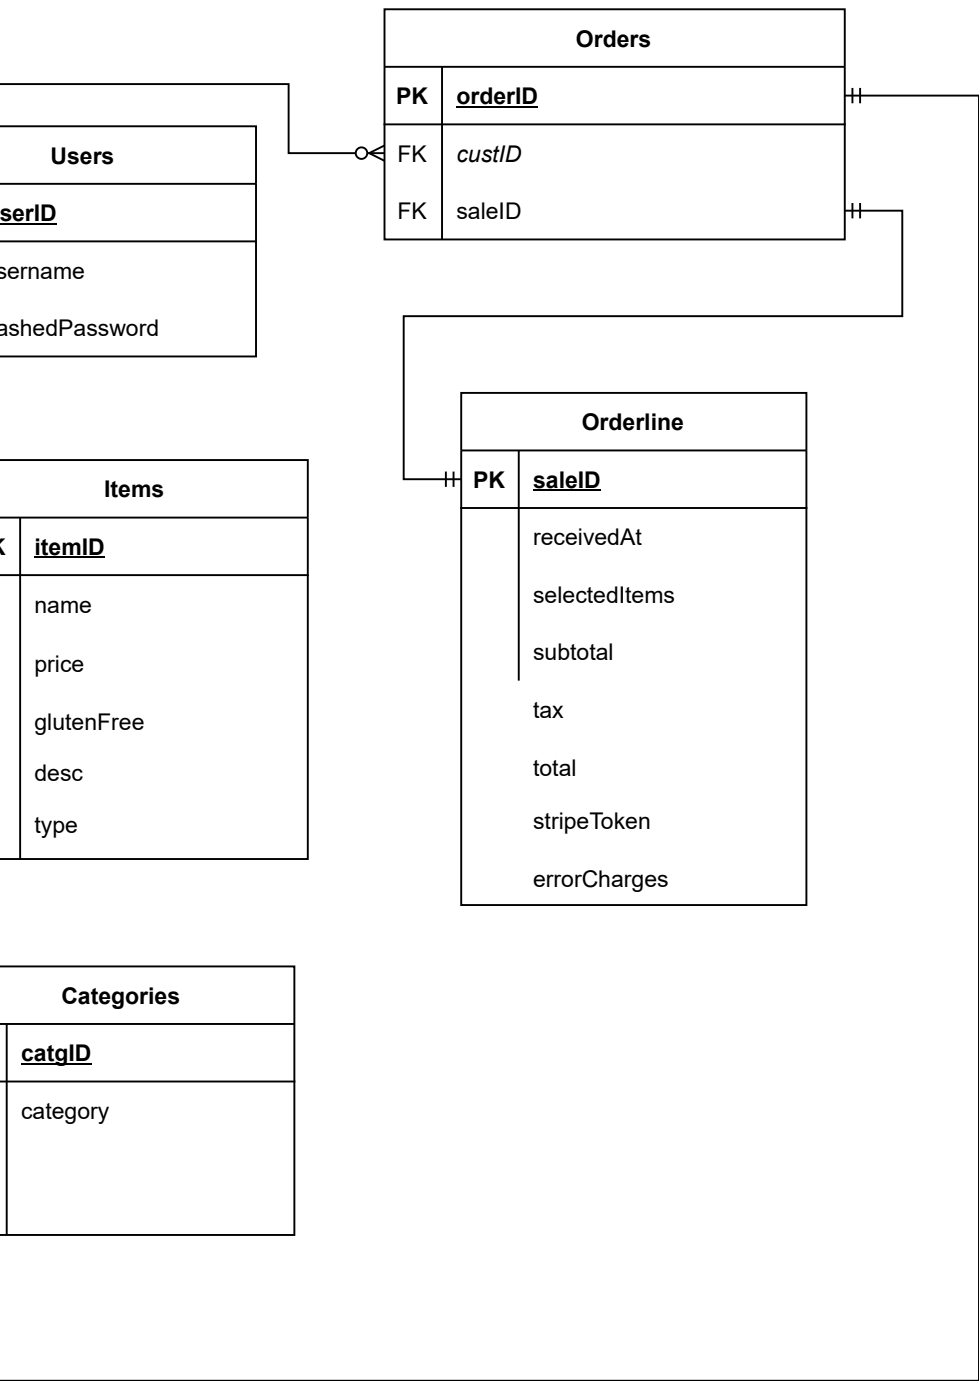 Orders
PK orderID
FK custID
FK saleID
Users
serID
sername
ashedPassword
Orderline
PK saleID
receivedAt
selectedItems
subtotal
tax
total
stripeToken
errorCharges
Items
K itemID
name
price
glutenFree
desc
type
Categories
catgID
category